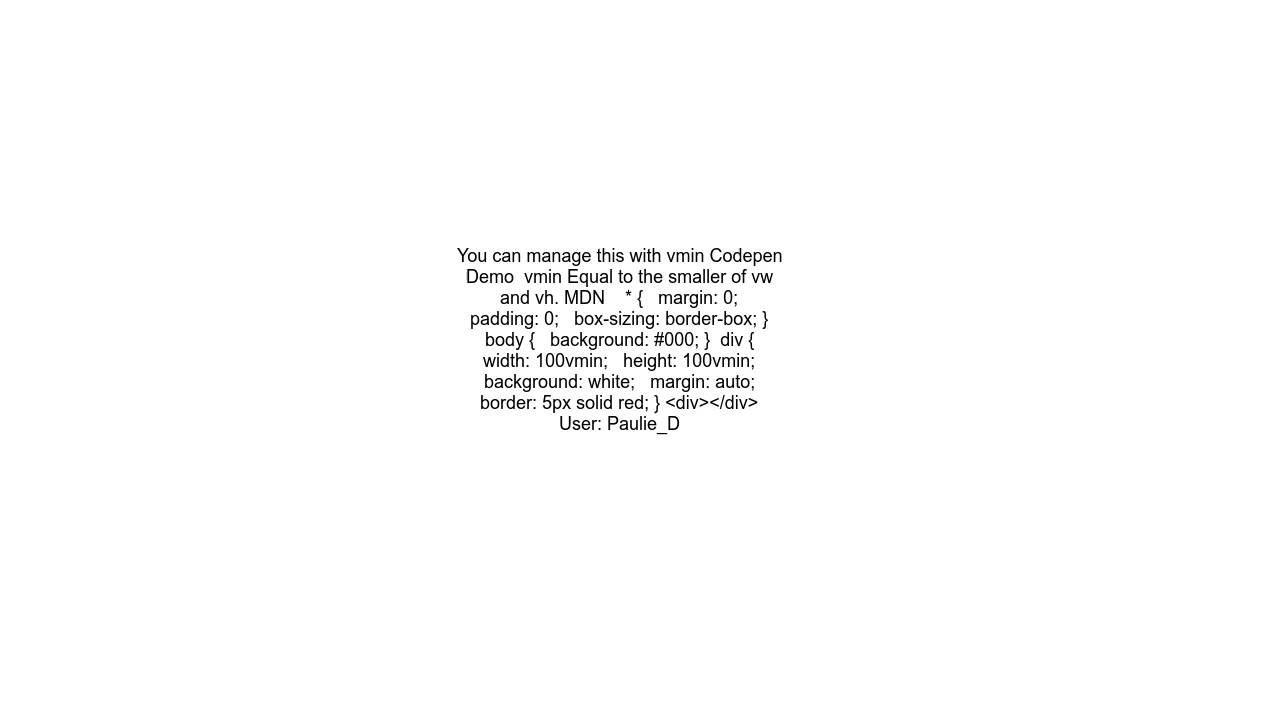 You can manage this with vmin Codepen
Demo  vmin Equal to the smaller of vw
and vh. MDN    * {   margin: 0;
padding: 0;   box-sizing: border-box; }
body {   background: #000; }  div {
width: 100vmin;   height: 100vmin;
background: white;   margin: auto;
border: 5px solid red; } <div></div>
User: Paulie_D